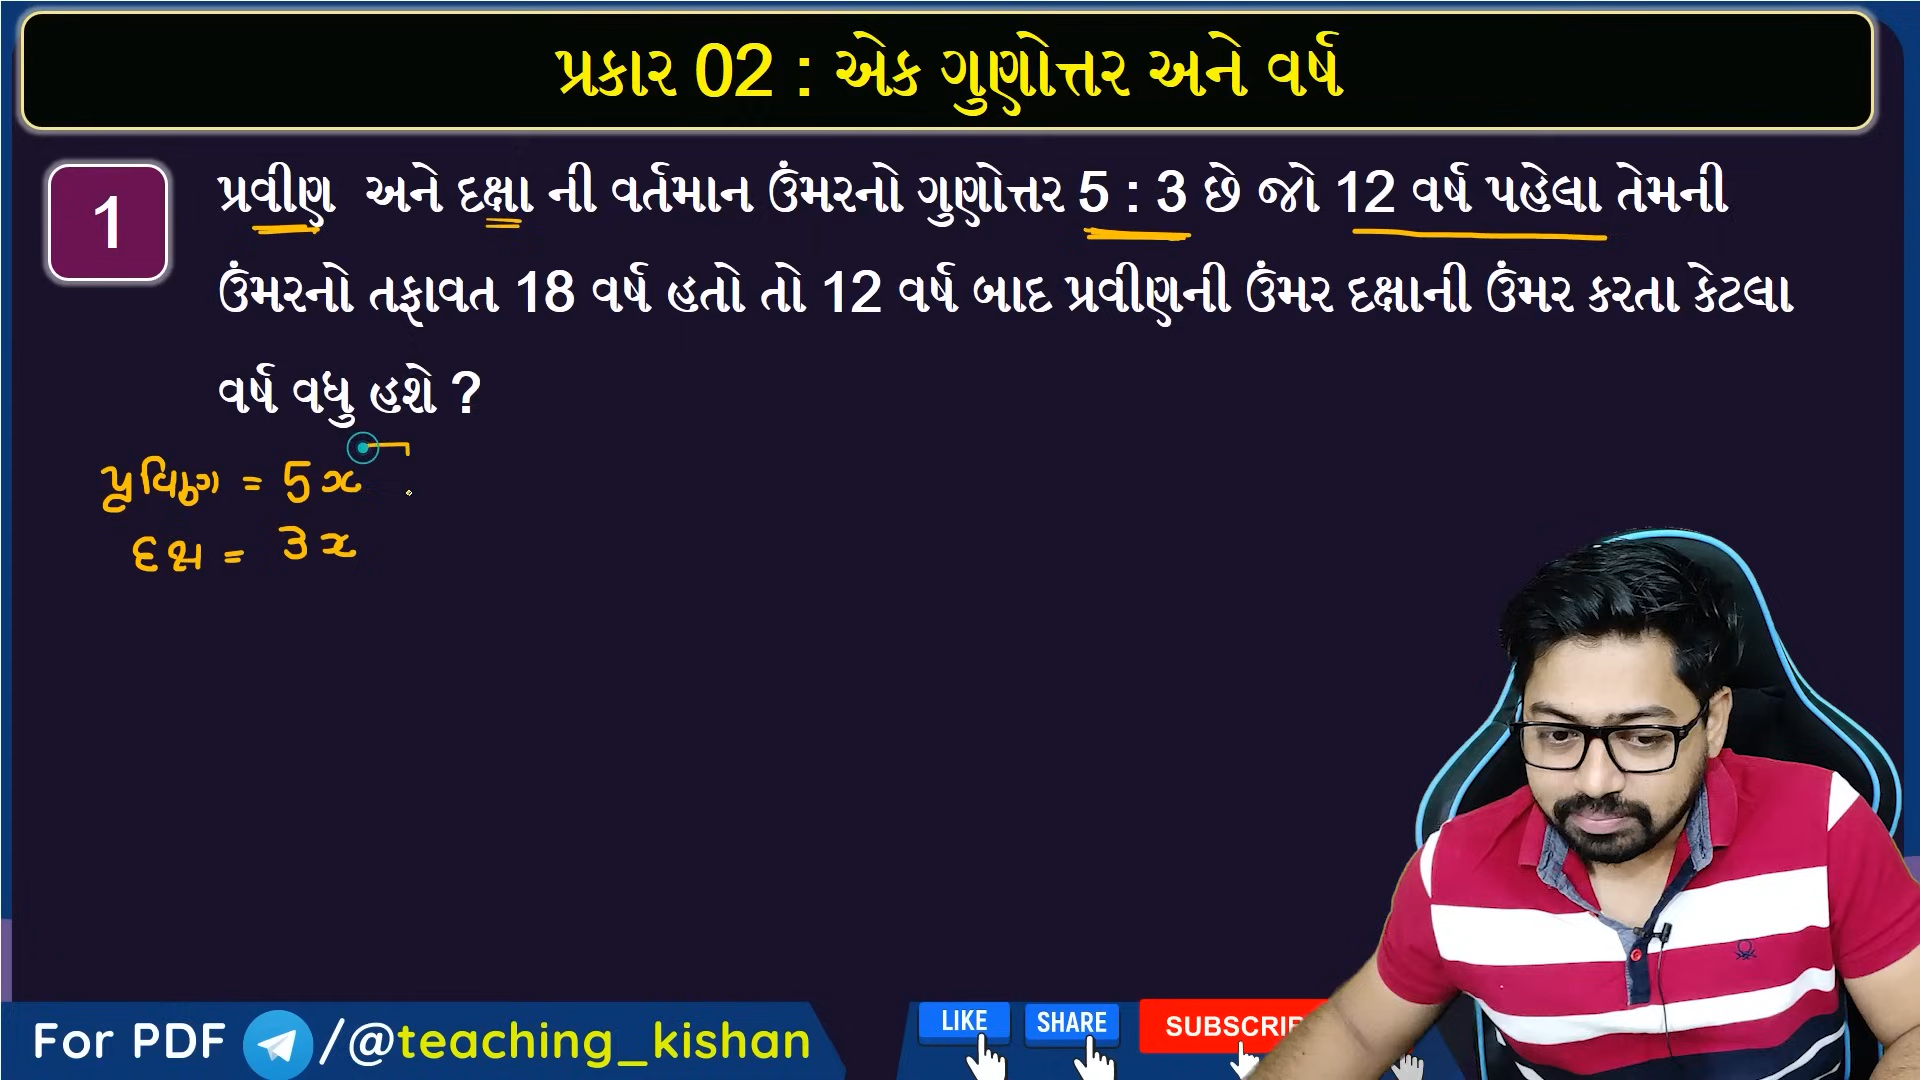 પ્રકાર 02 : એક ગુણોત્તર અને વર્ષ
1
પ્રવીણ અને દક્ષા ની વર્તમાન ઉંમરનો ગુણોત્તર 5 : 3 છે જો 12 વર્ષ પહેલા તેમની
ઉંમરનો તફાવત 18 વર્ષ હતો તો 12 વર્ષ બાદ પ્રવીણની ઉંમર દક્ષાની ઉંમર કરતા કેટલા
વર્ષ વધુ હશે ?
= 5x
= 3x
For PDF /@teaching_kishan
LIKE SHARE SUBSCRIB